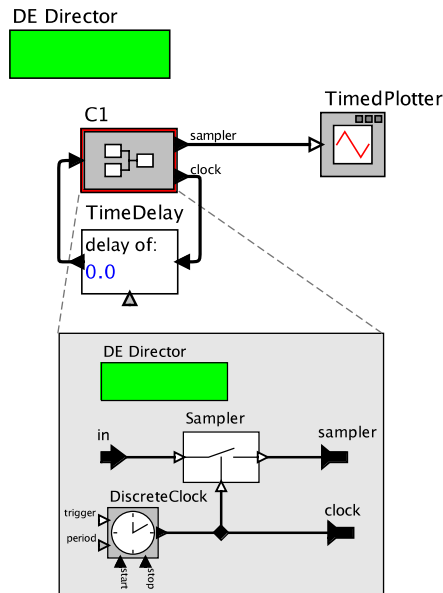 DE Director
C1
TimedPlotter
sampler
clock
TimeDelay
delay of:
0.0
DE Director
Sampler
in
sampler
DiscreteClock
trigger
clock
period
start
stop